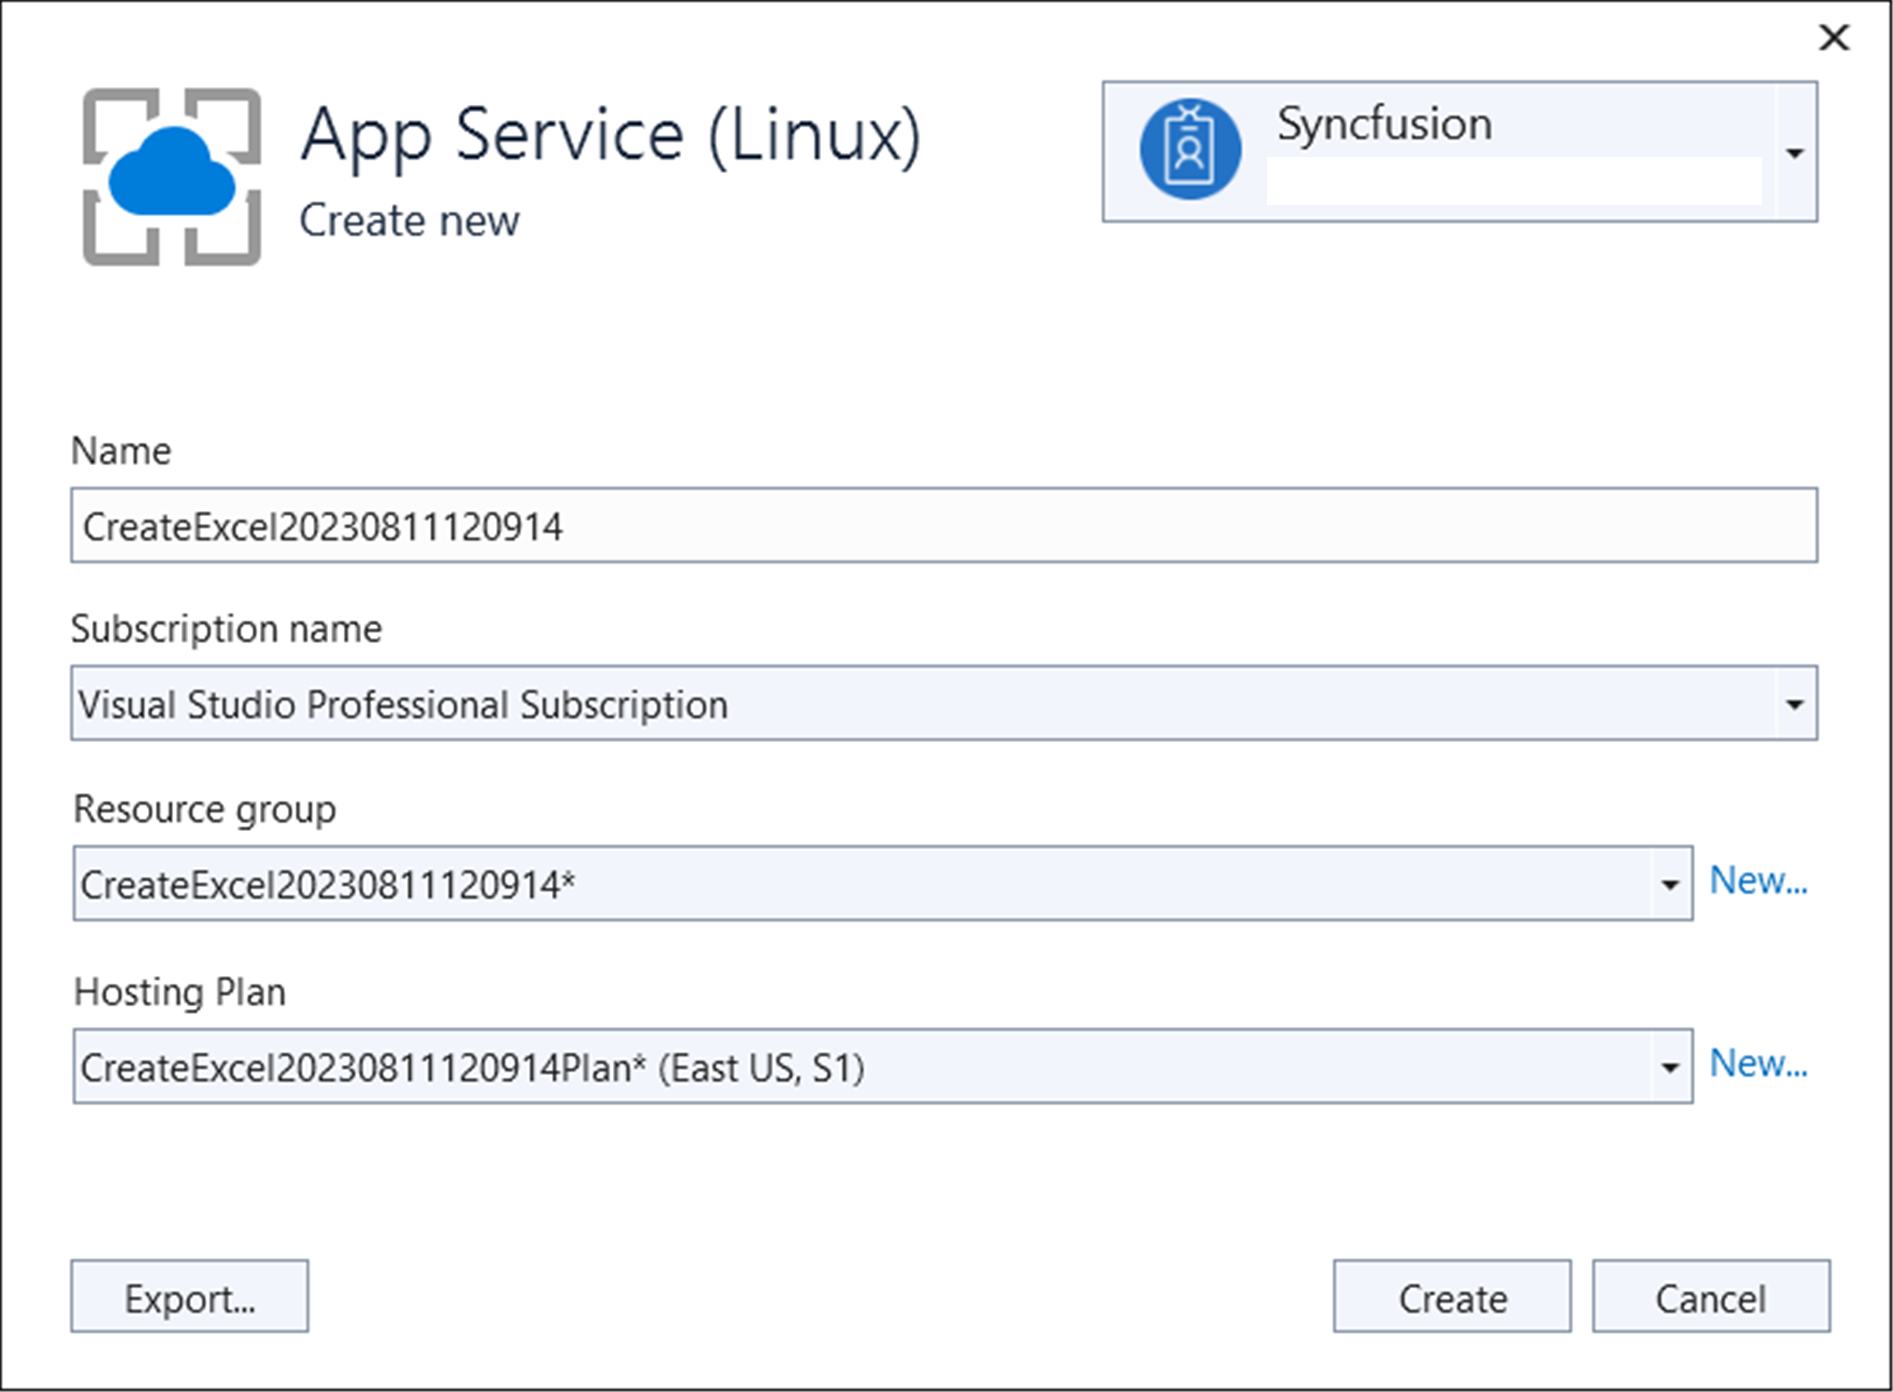 App Service (Linux)
Create new
Syncfusion
Name
CreateExcel20230811120914
Subscription name
Visual Studio Professional Subscription
Resource group
CreateExcel20230811120914*
New...
Hosting Plan
CreateExcel20230811120914Plan* (East US, S1)
New...
Export...
Create
Cancel